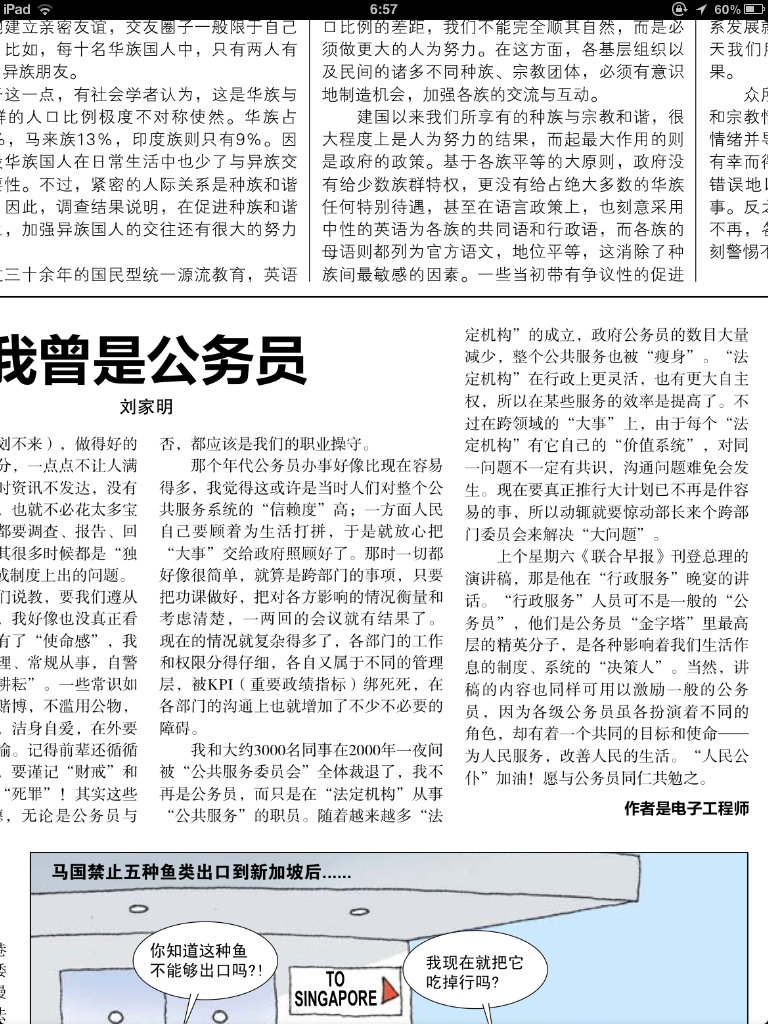 iPad
6:57
60%
建立亲密友谊，交友圈子一般限于自己
比如，每十名华族国人中，只有两人有
异族朋友。
这一点，有社会学者认为，这是华族与
的人口比例极度不对称使然。华族占
，马来族13%，印度族则只有9%。因
华族国人在日常生活中也少了与异族交
性。不过，紧密的人际关系是种族和谐
因此，调查结果说明，在促进种族和谐
，加强异族国人的交往还有很大的努力
三十余年的国民型统一源流教育，英语
口比例的差距，我们不能完全顺其自然，而是必
须做更大的人为努力。在这方面，各基层组织以
及民间的诸多不同种族、宗教团体，必须有意识
地制造机会，加强各族的交流与互动。
建国以来我们所享有的种族与宗教和谐，很
大程度上是人为努力的结果，而起最大作用的则
是政府的政策。基于各族平等的大原则，政府没
有给少数族群特权，更没有给占绝大多数的华族
任何特别待遇，甚至在语言政策上，也刻意采用
中性的英语为各族的共同语和行政语，而各族的
母语则都列为官方语文，地位平等，这消除了种
族间最敏感的因素。一些当初带有争议性的促进
系发展
天我们
果。
众所
和宗教
情绪并
有幸而
错误地
事。反
不再，
刻警惕
我曾是公务员
刘家明
划不来），做得好的
分，一点点不让人满
时资讯不发达，没有
，也就不必花太多宝
都要调查、报告、回
其很多时候都是“独
或制度上出的问题。
们说教，要我们遵从
，我好像也没真正看
有了“使命感”，我
理、常规从事，自警
耕耘”。一些常识如
赌博，不滥用公物，
，洁身自爱，在外要
。记得前辈还循循
，要谨记“财戒”和
“死罪”！其实这些
，无论是公务员与
否，都应该是我们的职业操守。
那个年代公务员办事好像比现在容易
得多，我觉得这或许是当时人们对整个公
共服务系统的“信赖度”高；一方面人民
自己要顾着为生活打拼，于是就放心把
“大事”交给政府照顾好了。那时一切都
好像很简单，就算是跨部门的事项，只要
把功课做好，把对各方影响的情况衡量和
考虑清楚，一两回的会议就有结果了。
现在的情况就复杂得多了，各部门的工作
和权限分得仔细，各自又属于不同的管理
层，被KPI（重要政绩指标）绑死死，在
各部门的沟通上也就增加了不少不必要的
障碍。
我和大约3000名同事在2000年一夜间
被“公共服务委员会”全体裁退了，我不
再是公务员，而只是在“法定机构”从事
“公共服务”的职员。随着越来越多“法
定机构”的成立，政府公务员的数目大量
减少，整个公共服务也被“瘦身”。“法
定机构”在行政上更灵活，也有更大自主
权，所以在某些服务的效率是提高了。不
过在跨领域的“大事”上，由于每个“法
定机构”有它自己的“价值系统”，对同
一问题不一定有共识，沟通问题难免会发
生。现在要真正推行大计划已不再是件容
易的事，所以动辄就要惊动部长来个跨部
门委员会来解决“大问题”。
上个星期六《联合早报》刊登总理的
演讲稿，那是他在“行政服务”晚宴的讲
话。“行政服务”人员可不是一般的“公
务员”，他们是公务员“金字塔”里最高
层的精英分子，是各种影响着我们生活作
息的制度、系统的“决策人”。当然，讲
稿的内容也同样可用以激励一般的公务
员，因为各级公务员虽各扮演着不同的
角色，却有着一个共同的目标和使命——
为人民服务，改善人民的生活。“人民公
仆”加油！愿与公务员同仁共勉之。
作者是电子工程师
马国禁止五种鱼类出口到新加坡后……
你知道这种鱼
不能够出口吗?!
我现在就把它
吃掉行吗?
TO
SINGAPORE